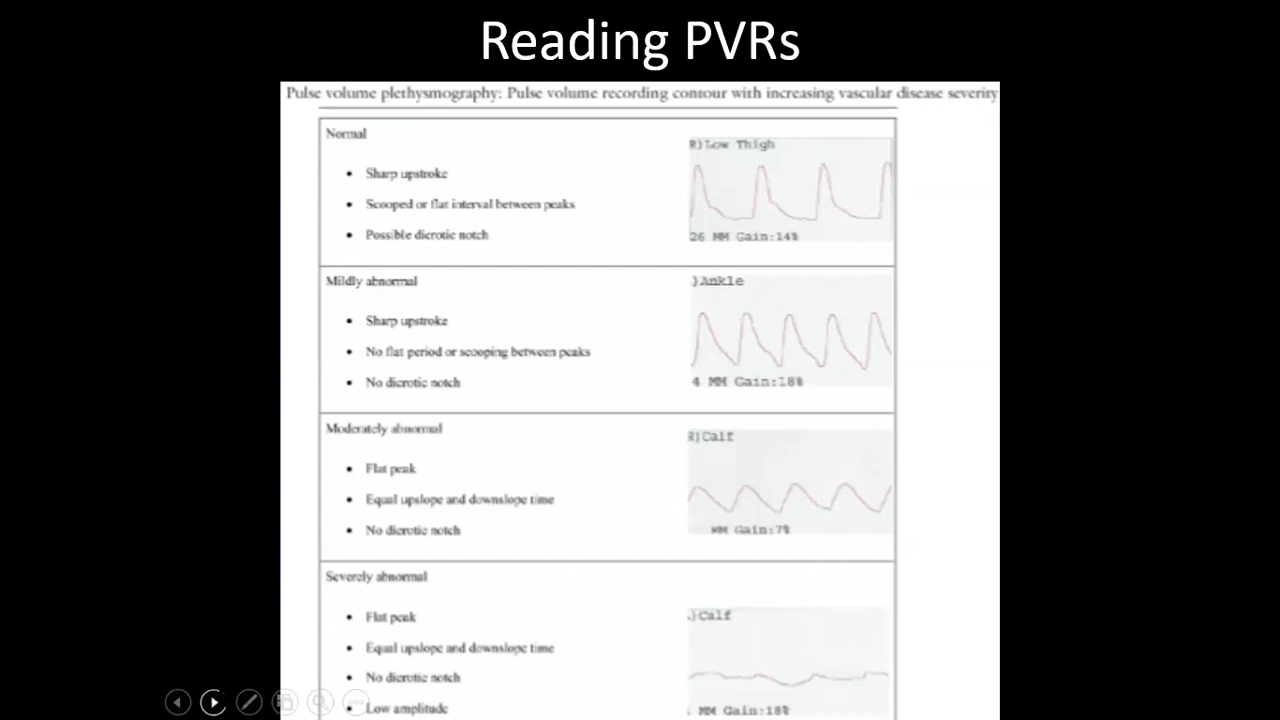 Reading PVRs
Pulse volume plethysmography: Pulse volume recording contour with increasing vascular disease severity
Normal
• Sharp upstroke
• Scooped or flat interval between peaks
• Possible dicrotic notch
R)Low Thigh
26 MM Gain:14%
Mildly abnormal
• Sharp upstroke
• No flat period or scooping between peaks
• No dicrotic notch
)Ankle
4 MM Gain:18%
Moderately abnormal
• Flat peak
• Equal upslope and downslope time
• No dicrotic notch
R)Calf
MM Gain:7%
Severely abnormal
• Flat peak
• Equal upslope and downslope time
• No dicrotic notch
• Low amplitude
)Calf
MM Gain:18%